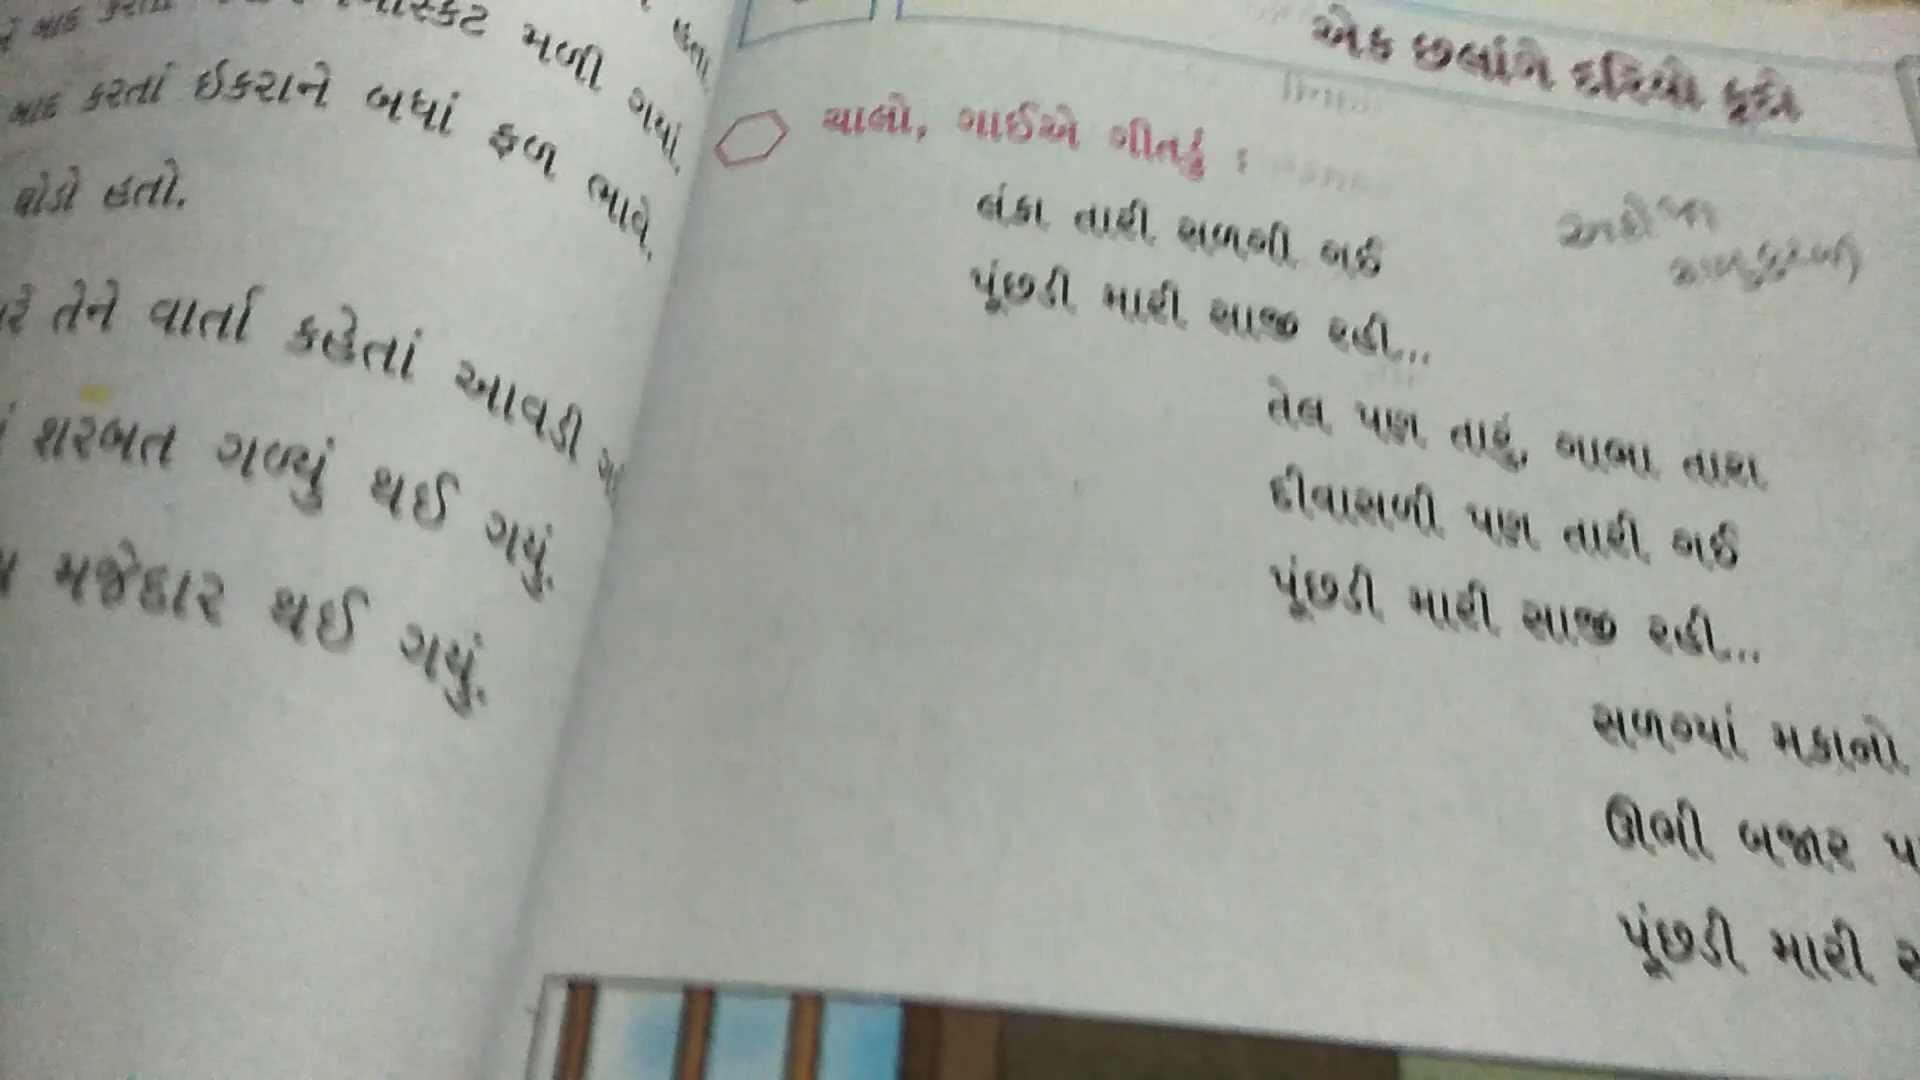 મળી ગયાં.
બાદ કરતાં ઈકરાને બધાં ફળ ભાવે.
હતો.
તેને વાર્તા કહેતાં આવડી
શરબત ગળ્યું થઈ ગયું.
મજેદાર થઈ ગયું.
એક છલાંગે દરિયો કૂદ્યો
ચાલો, ગાઈએ ગીતડું :
લંકા તારી સળગી ગઈ
પૂંછડી મારી સાજી રહી...
તેલ પણ તારું, ગાભા તારા
દીવાસળી પણ તારી ગઈ
પૂંછડી મારી સાજી રહી...
સળગ્યાં મકાનો
ઊભી બજાર
પૂંછડી મારી